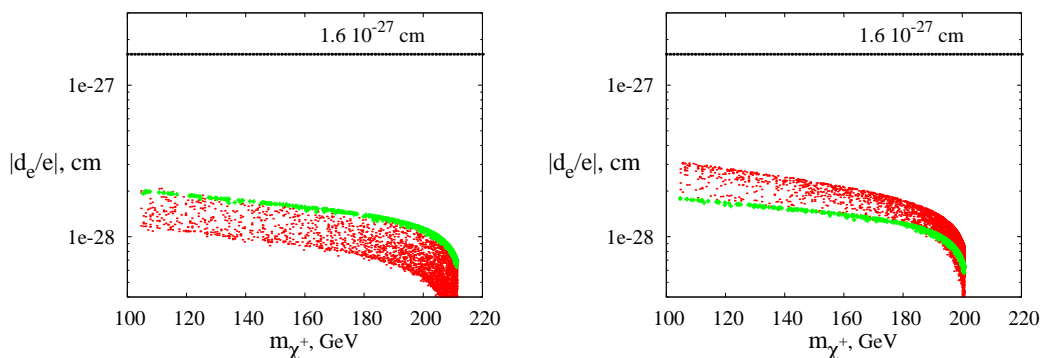 1.6 10⁻²⁷ cm
1e-27
|d_e/e|, cm
1e-28
100 120 140 160 180 200 220
m_χ⁺, GeV
1.6 10⁻²⁷ cm
1e-27
|d_e/e|, cm
1e-28
100 120 140 160 180 200 220
m_χ⁺, GeV